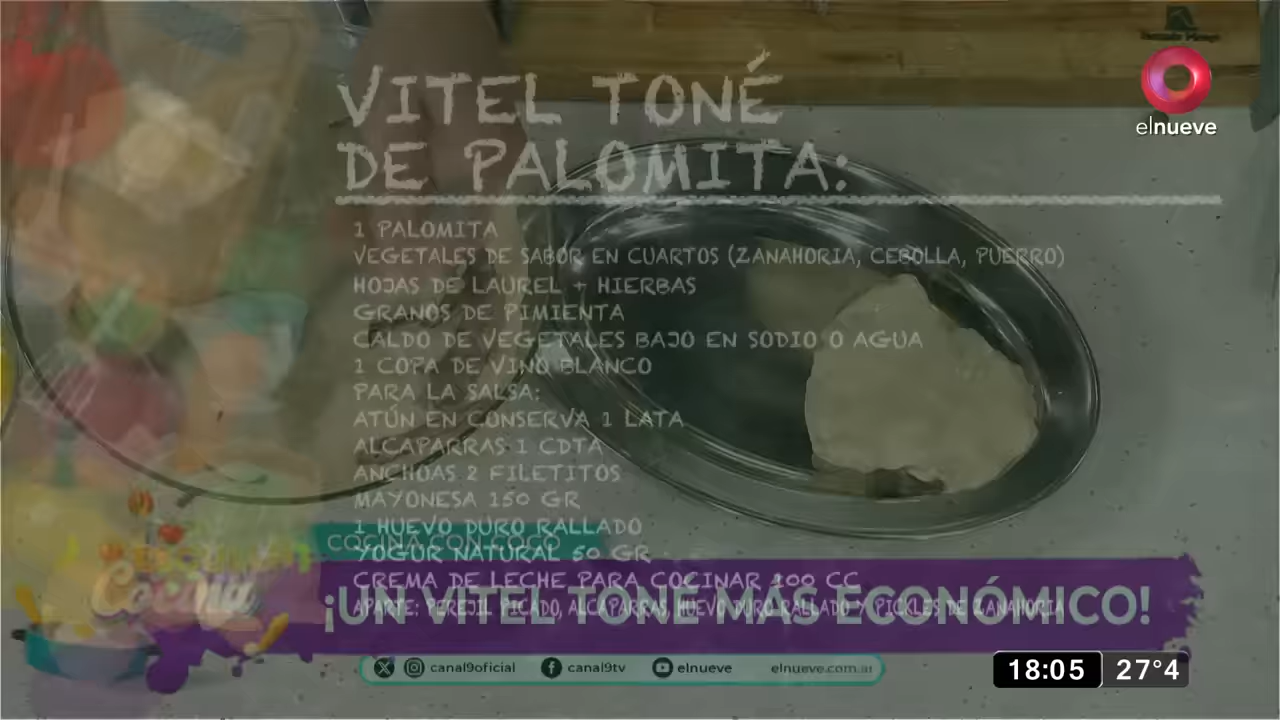 elnueve
VITEL TONÉ
DE PALOMITA:
1 PALOMITA
VEGETALES DE SABOR EN CUARTOS (ZANAHORIA, CEBOLLA, PUERRO)
HOJAS DE LAUREL + HIERBAS
GRANOS DE PIMIENTA
CALDO DE VEGETALES BAJO EN SODIO O AGUA
1 COPA DE VINO BLANCO
PARA LA SALSA:
ATÚN EN CONSERVA 1 LATA
ALCAPARRAS 1 CDTA
ANCHOAS 2 FILETITOS
MAYONESA 150 GR
1 HUEVO DURO RALLADO
COCINA CON COCO
YOGUR NATURAL 50 GR
CREMA DE LECHE PARA COCINAR 100 CC
APARTE: PEREJIL PICADO, ALCAPARRAS, HUEVO DURO RALLADO Y PICKLES DE ZANAHORIA
Cocina
¡UN VITEL TONÉ MÁS ECONÓMICO!
canal9oficial canal9tv elnueve elnueve.com.ar
18:05 27°4